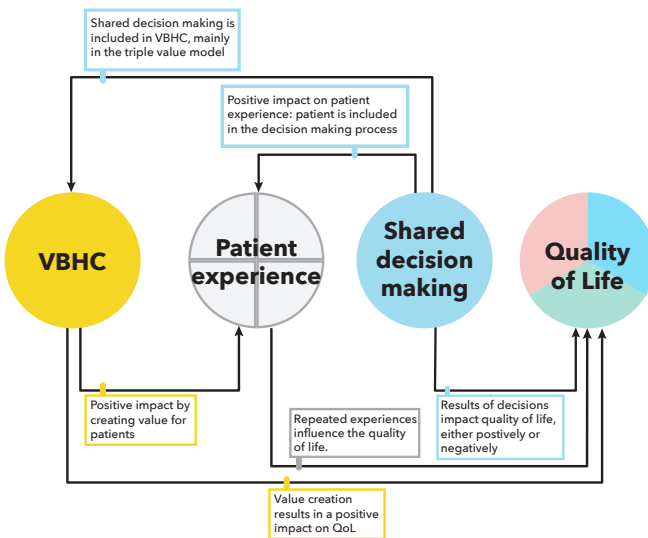 Shared decision making is
included in VBHC, mainly
in the triple value model
Positive impact on patient
experience: patient is included
in the decision making process
VBHC
Patient
experience
Shared
decision
making
Quality
of Life
Positive impact by
creating value for
patients
Repeated experiences
influence the quality
of life.
Results of decisions
impact quality of life,
either postively or
negatively
Value creation
results in a positive
impact on QoL